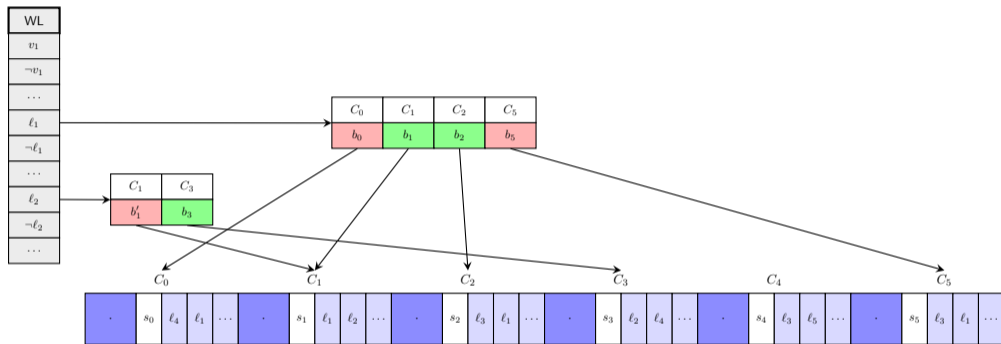 WL
v₁
¬v₁
...
ℓ₁
¬ℓ₁
...
ℓ₂
¬ℓ₂
...
C₀ C₁ C₂ C₅
b₀ b₁ b₂ b₅
C₁ C₃
b′₁ b₃
C₀ C₁ C₂ C₃ C₄ C₅
· s₀ ℓ₄ ℓ₁ ... · s₁ ℓ₁ ℓ₂ ... · s₂ ℓ₃ ℓ₁ ... · s₃ ℓ₂ ℓ₄ ... · s₄ ℓ₃ ℓ₅ ... · s₅ ℓ₃ ℓ₁ ...